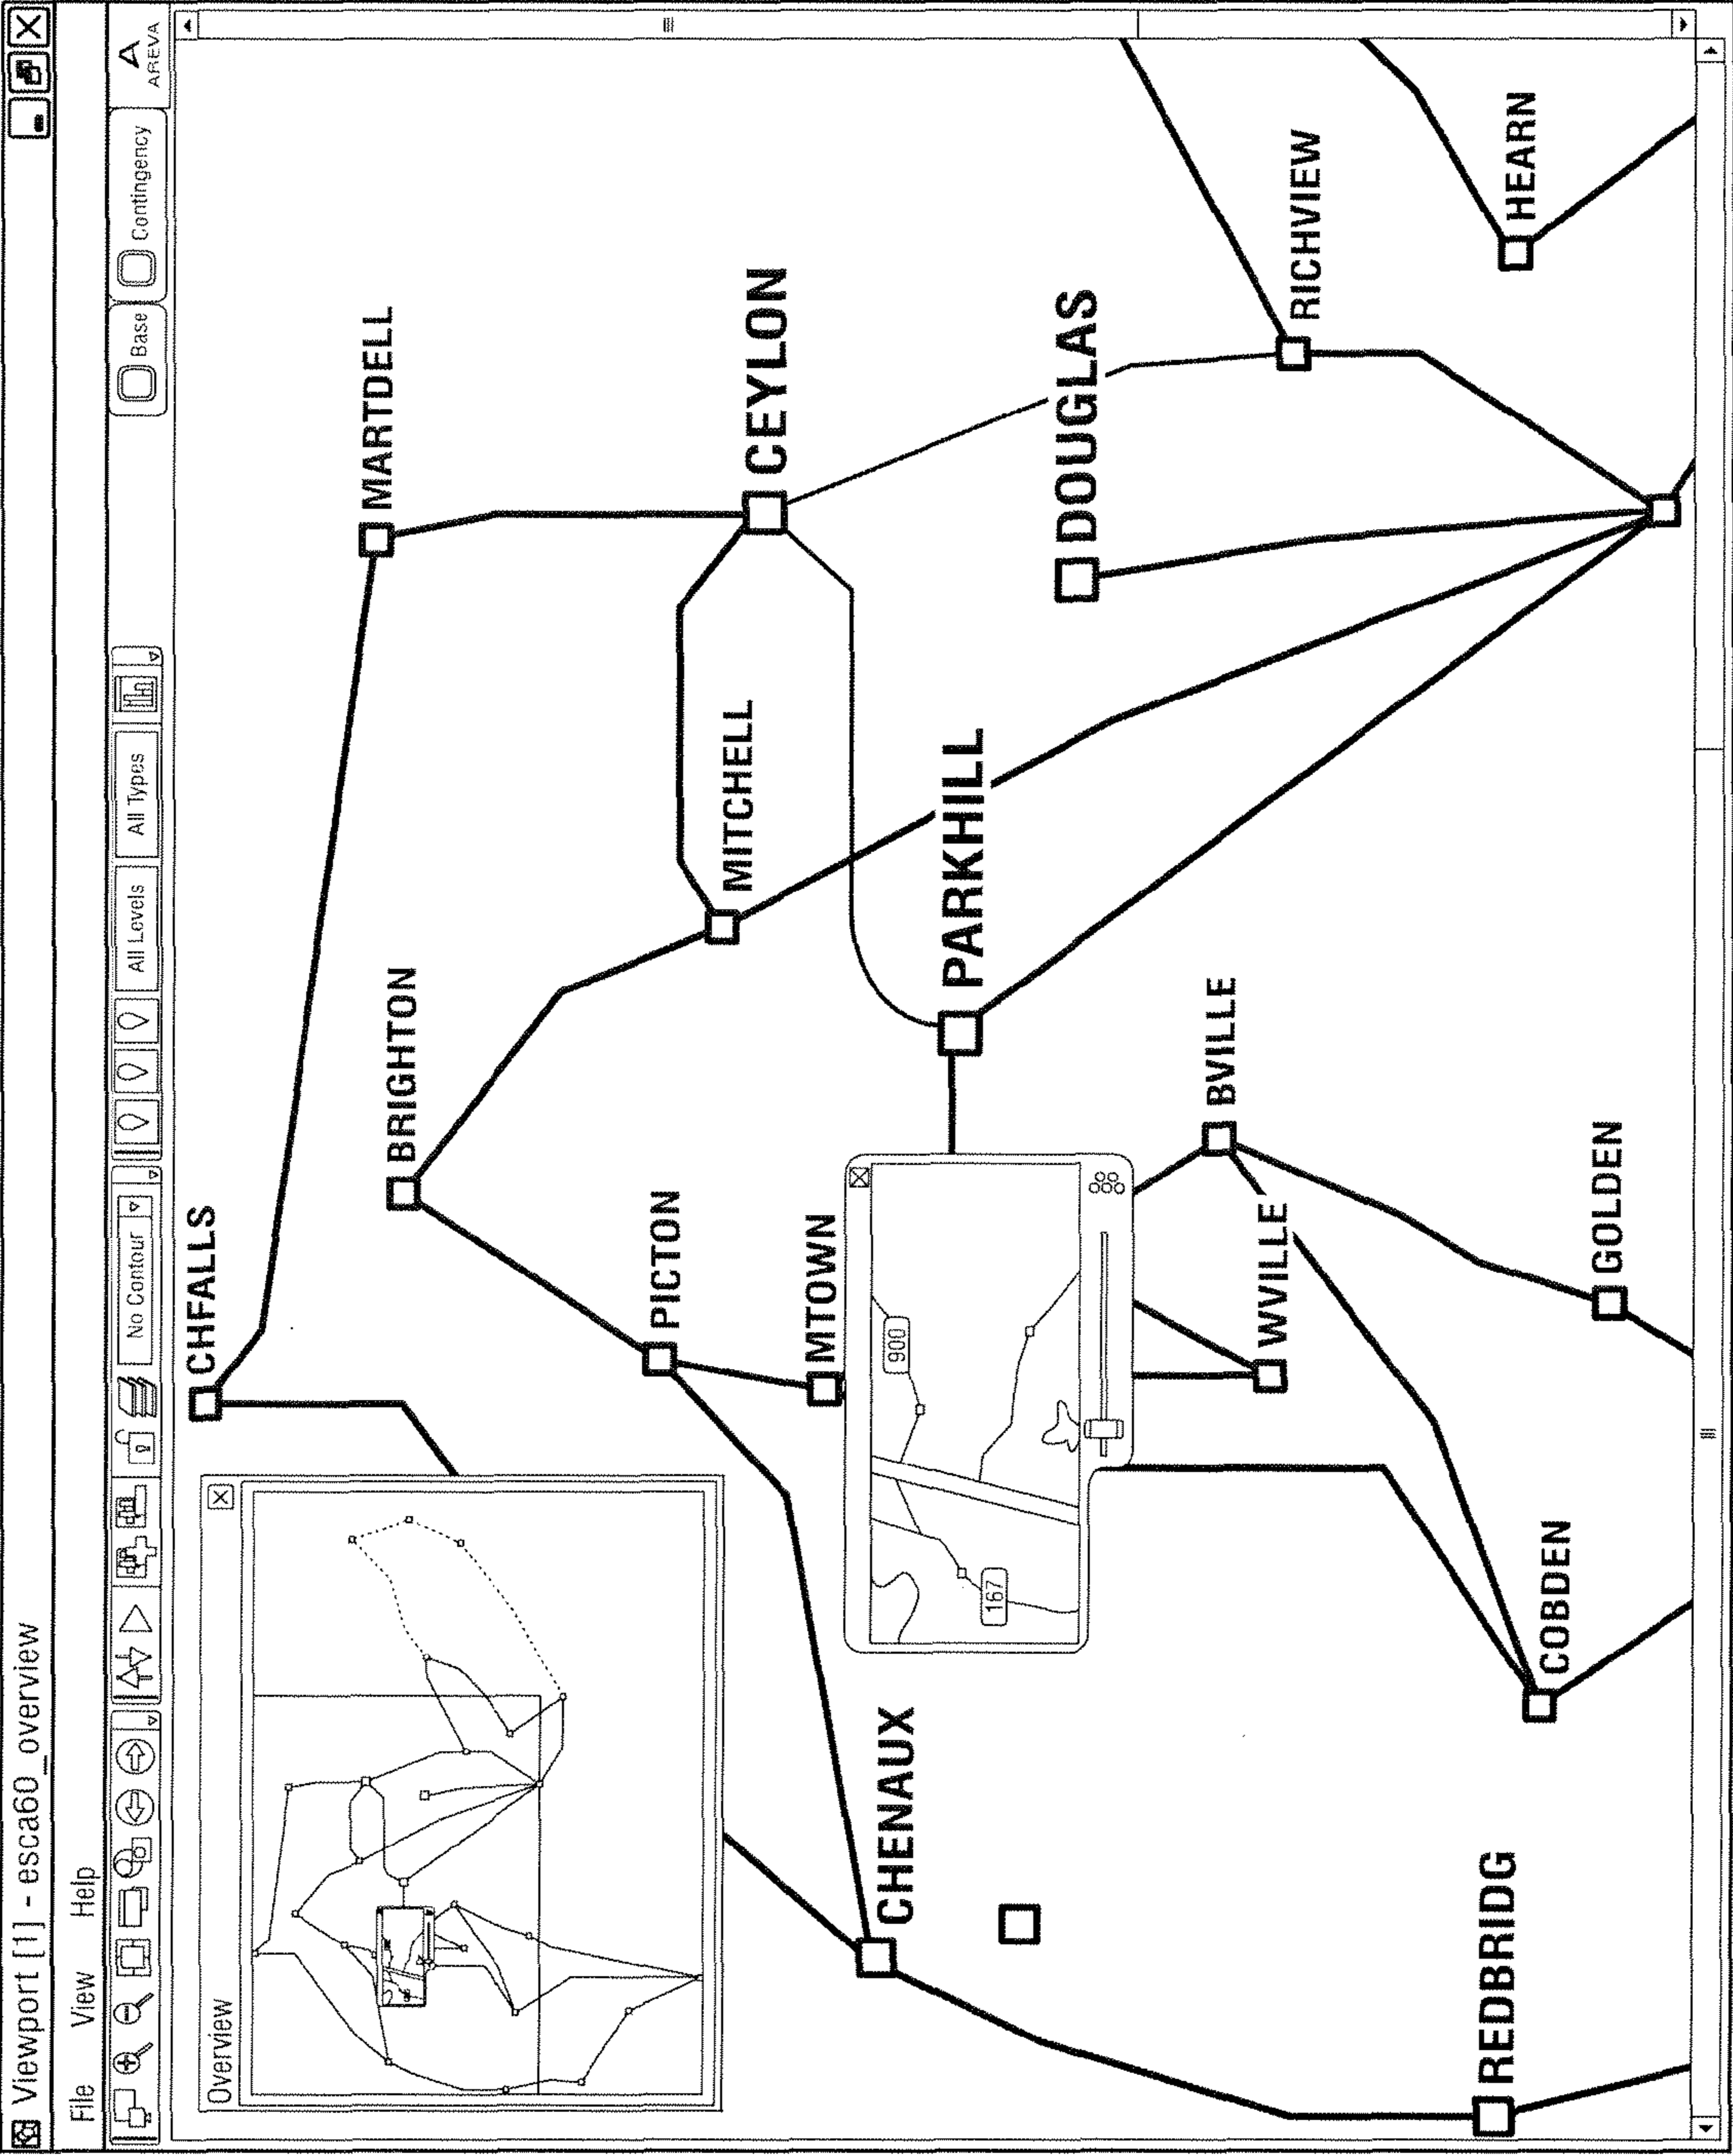 Viewport [1] - esca60_overview
File View Help
No Contour
All Levels
All Types
Base
Contingency
AREVA
Overview
CHFALLS
MARTDELL
BRIGHTON
PICTON
MITCHELL
CEYLON
MTOWN
CHENAUX
900
167
PARKHILL
DOUGLAS
BVILLE
WVILLE
RICHVIEW
REDBRIDG
COBDEN
GOLDEN
HEARN